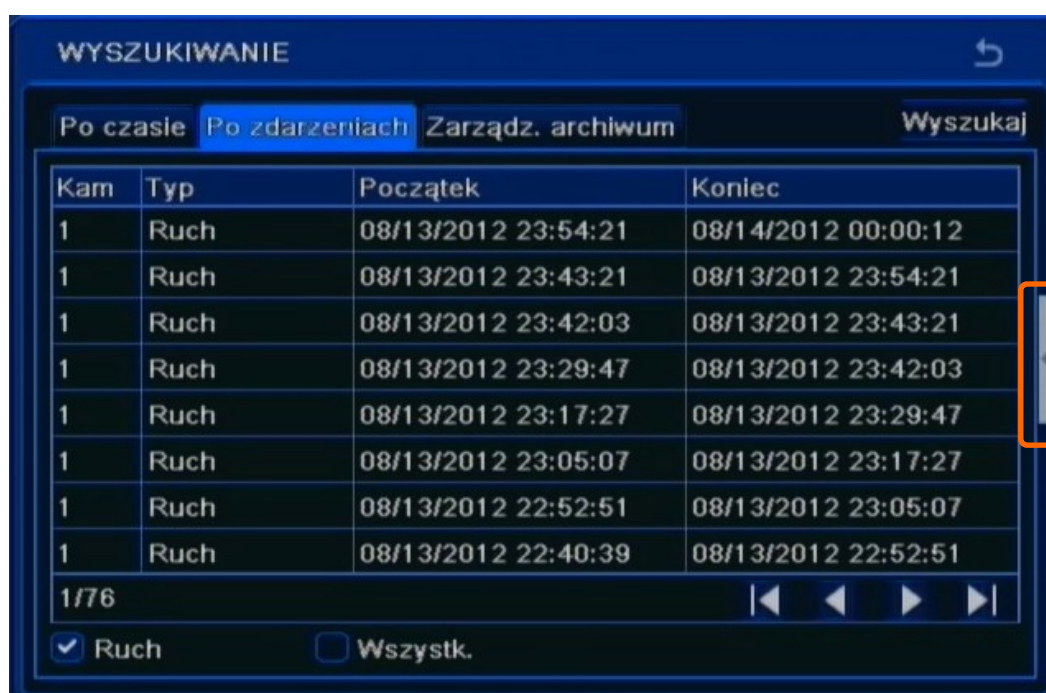 WYSZUKIWANIE
Po czasie Po zdarzeniach Zarządz. archiwum Wyszukaj
Kam Typ Początek Koniec
1 Ruch 08/13/2012 23:54:21 08/14/2012 00:00:12
1 Ruch 08/13/2012 23:43:21 08/13/2012 23:54:21
1 Ruch 08/13/2012 23:42:03 08/13/2012 23:43:21
1 Ruch 08/13/2012 23:29:47 08/13/2012 23:42:03
1 Ruch 08/13/2012 23:17:27 08/13/2012 23:29:47
1 Ruch 08/13/2012 23:05:07 08/13/2012 23:17:27
1 Ruch 08/13/2012 22:52:51 08/13/2012 23:05:07
1 Ruch 08/13/2012 22:40:39 08/13/2012 22:52:51
1/76
Ruch Wszystk.